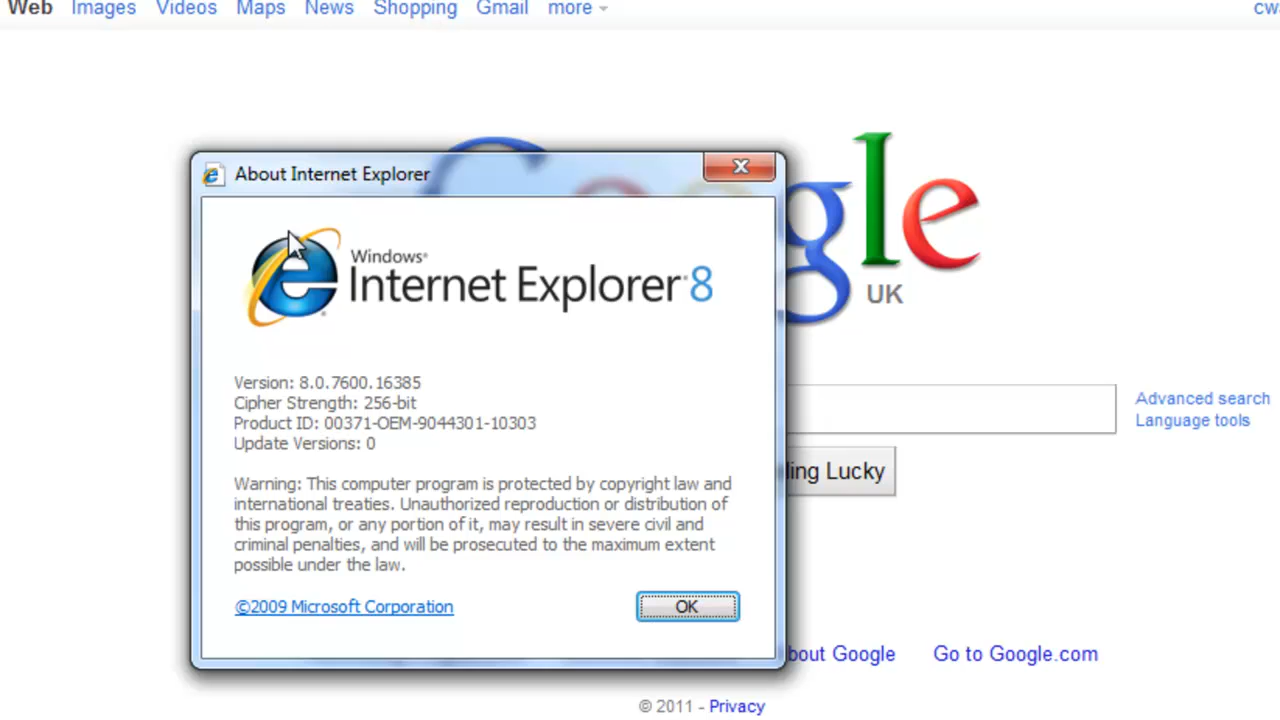 Web Images Videos Maps News Shopping Gmail more
About Internet Explorer
Windows®
Internet Explorer® 8
gle
UK
Version: 8.0.7600.16385
Cipher Strength: 256-bit
Product ID: 00371-OEM-9044301-10303
Update Versions: 0
Advanced search
Language tools
ling Lucky
Warning: This computer program is protected by copyright law and
international treaties. Unauthorized reproduction or distribution of
this program, or any portion of it, may result in severe civil and
criminal penalties, and will be prosecuted to the maximum extent
possible under the law.
©2009 Microsoft Corporation
OK
bout Google Go to Google.com
© 2011 - Privacy